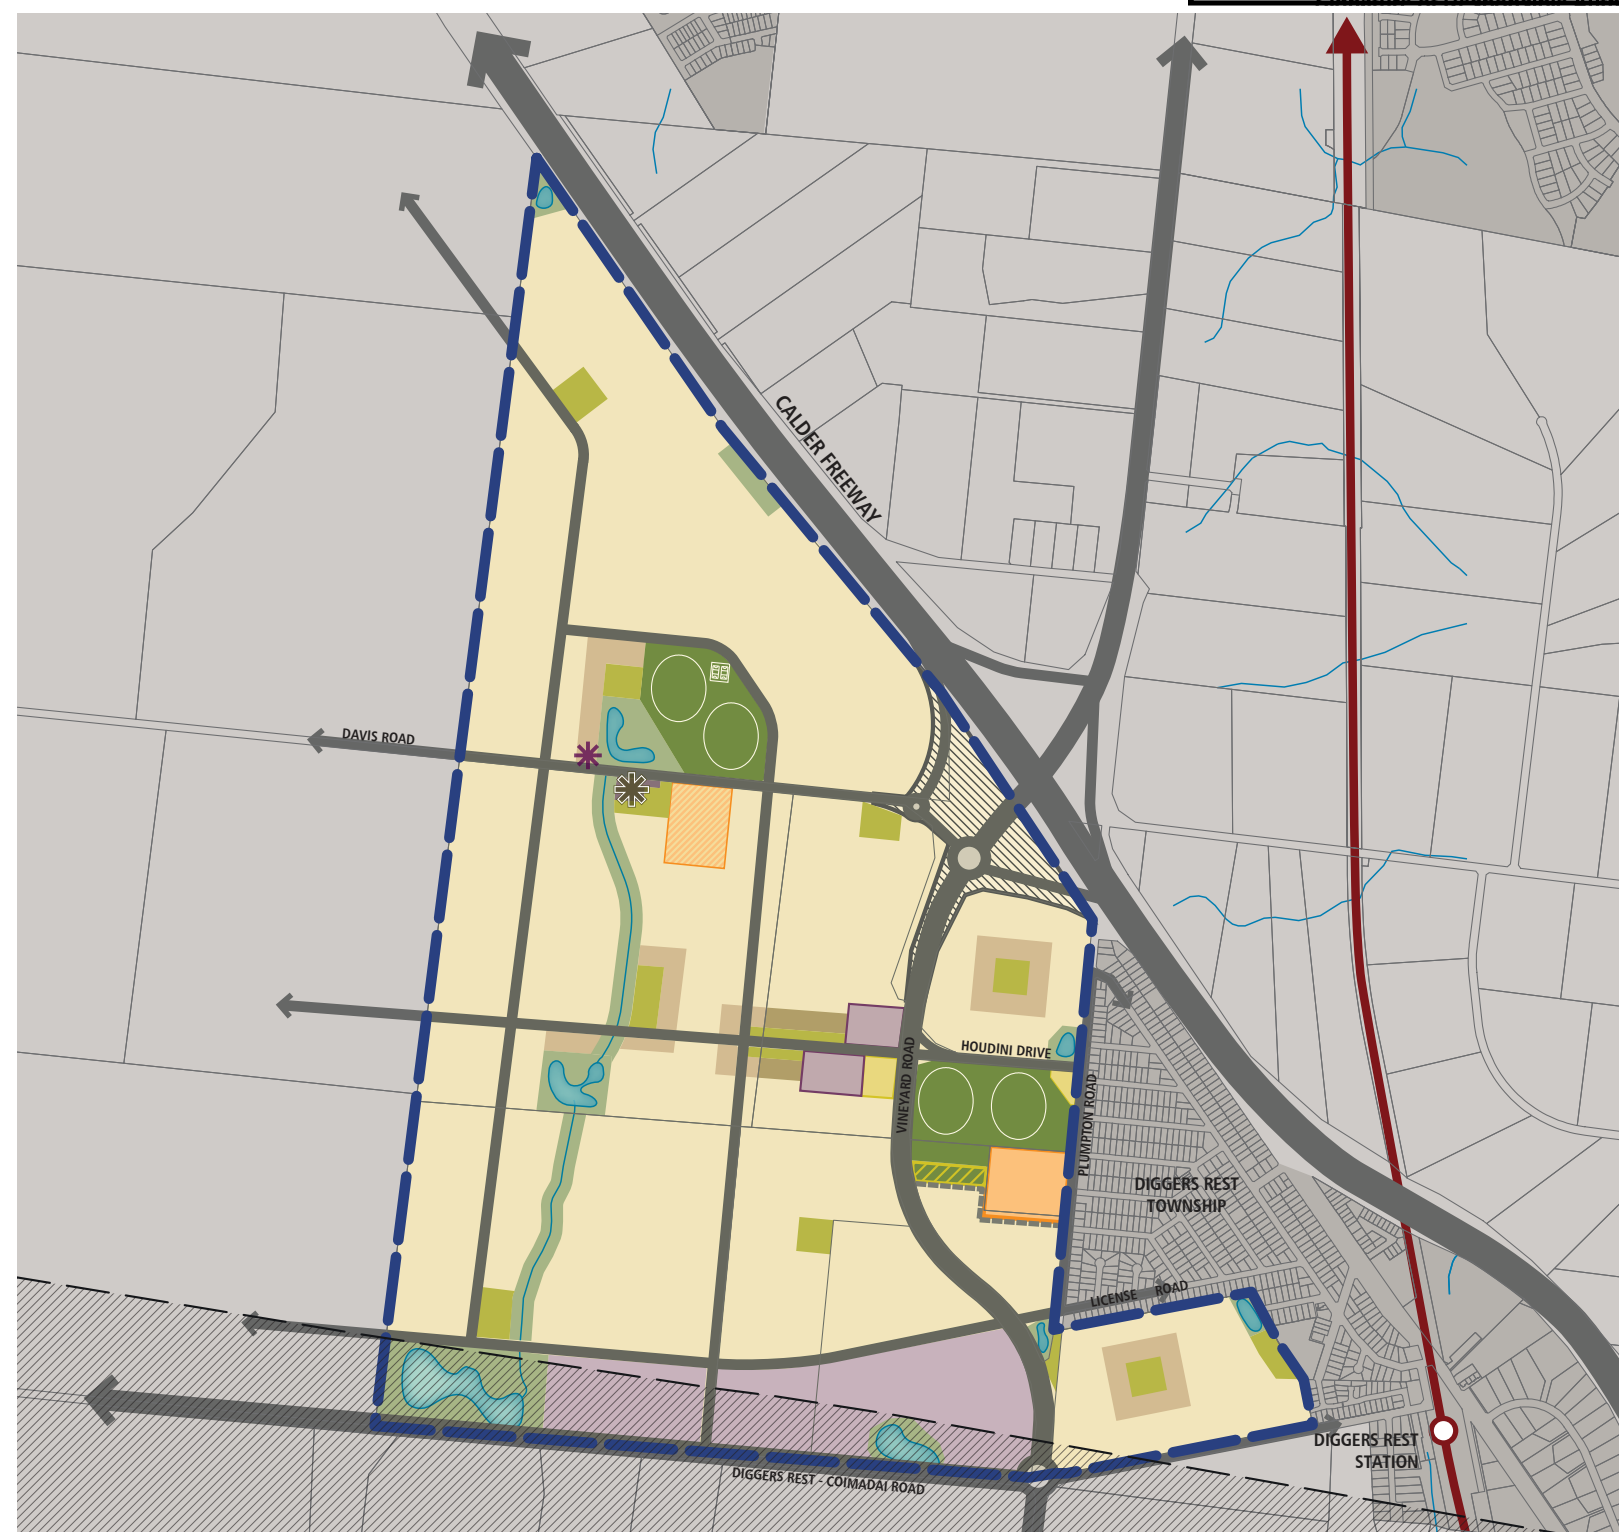 CALDER FREEWAY
DAVIS ROAD
HOUDINI DRIVE
VINEYARD ROAD
PLUMPTON ROAD
DIGGERS REST
TOWNSHIP
LICENSE ROAD
DIGGERS REST
STATION
DIGGERS REST - COIMADAI ROAD